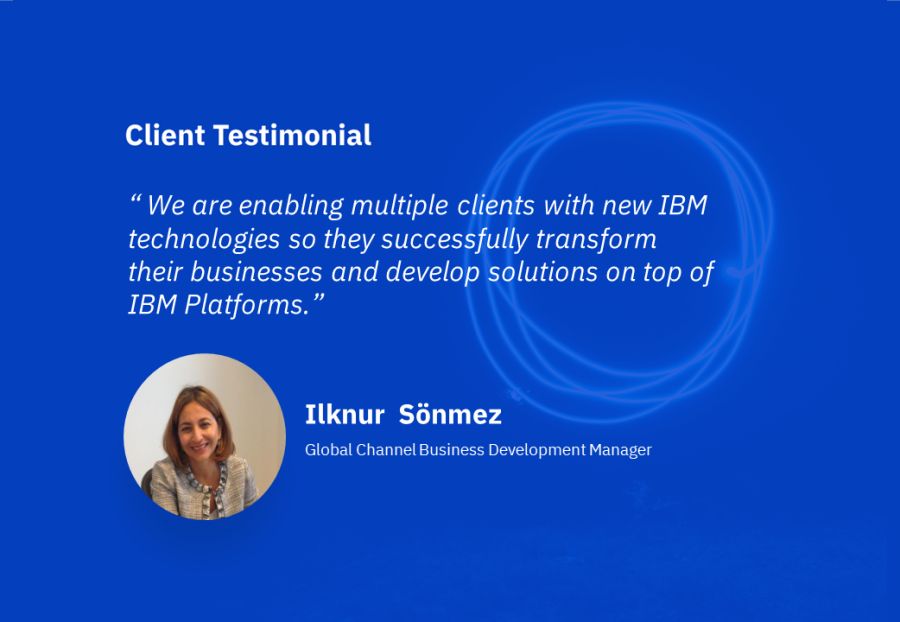 Client Testimonial
“ We are enabling multiple clients with new IBM
technologies so they successfully transform
their businesses and develop solutions on top of
IBM Platforms.”
Ilknur Sönmez
Global Channel Business Development Manager